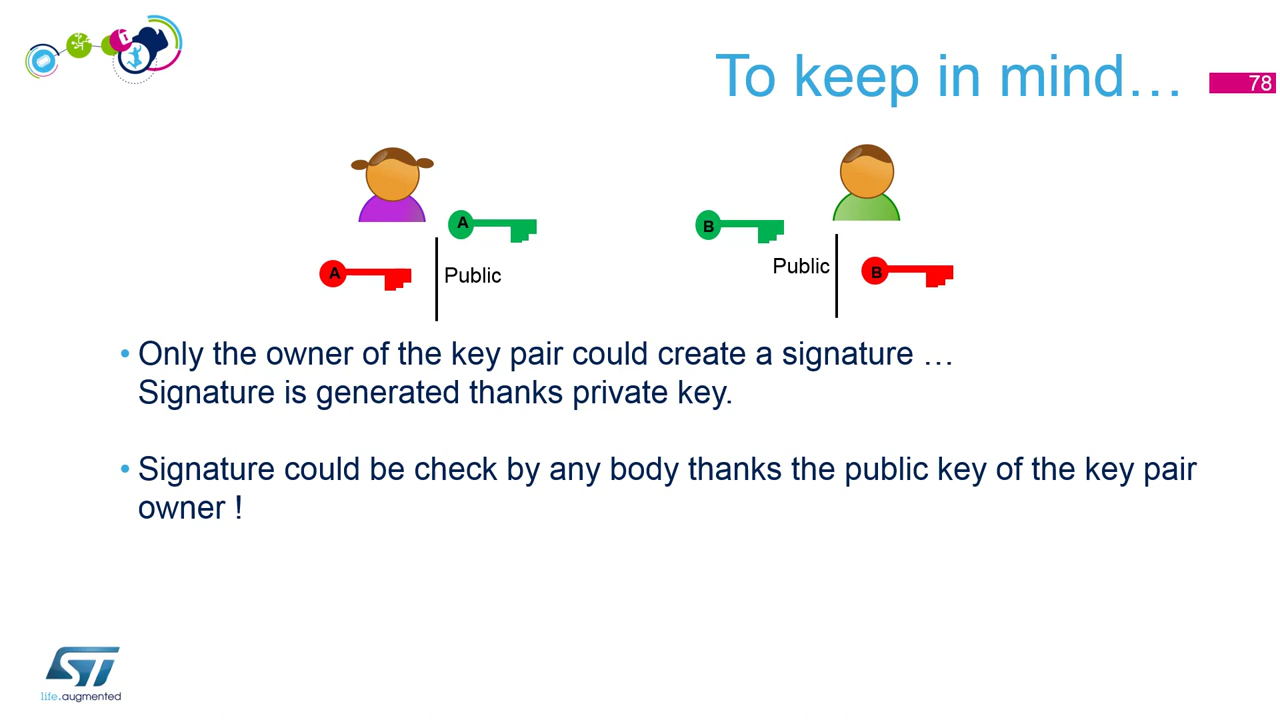 To keep in mind…
78
A
B
A
Public
Public
B
• Only the owner of the key pair could create a signature …
Signature is generated thanks private key.
• Signature could be check by any body thanks the public key of the key pair
owner !
ST
life.augmented